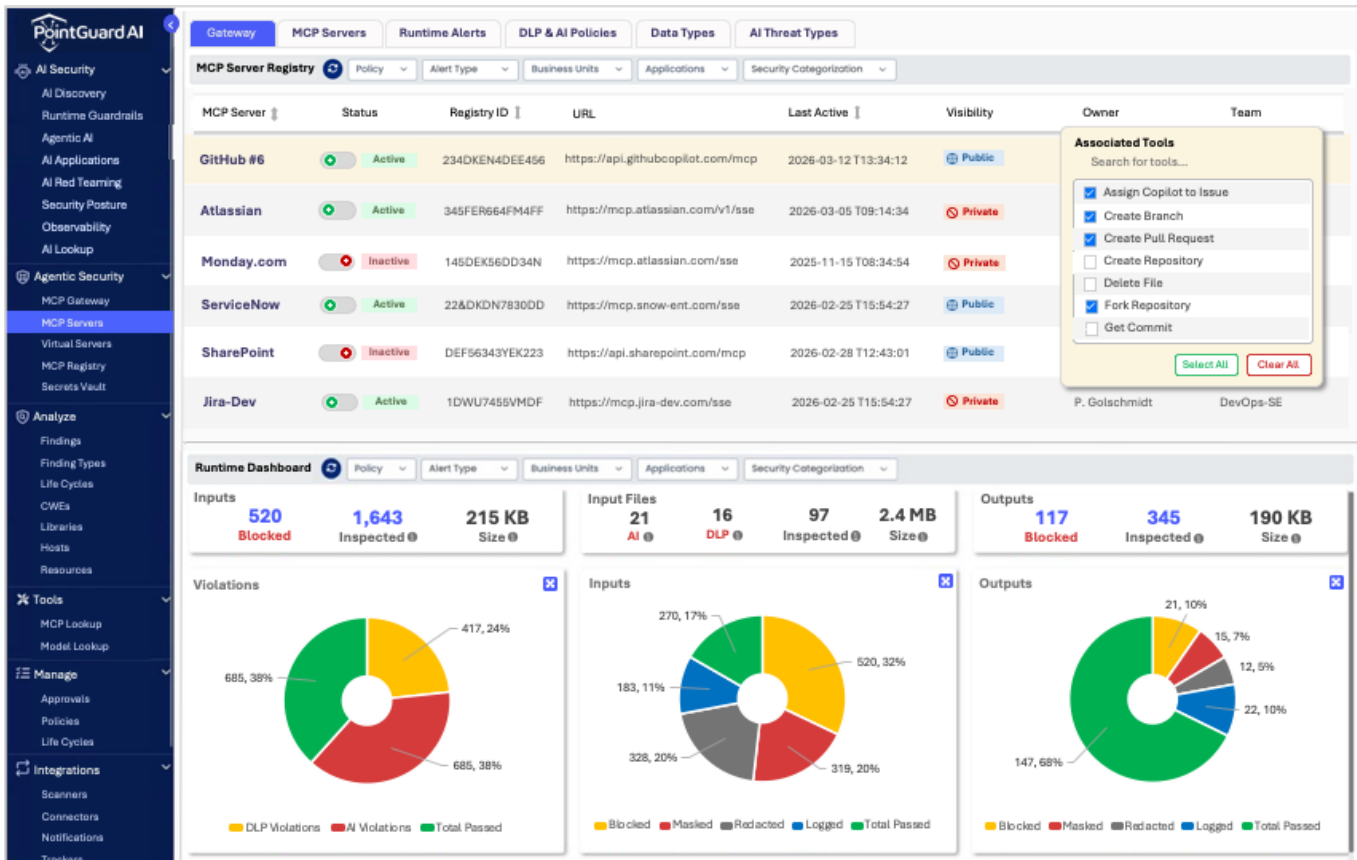 PointGuard AI
AI Security
AI Discovery
Runtime Guardrails
Agentic AI
AI Applications
AI Red Teaming
Security Posture
Observability
AI Lookup
Agentic Security
MCP Gateway
MCP Servers
Virtual Servers
MCP Registry
Secrets Vault
Analyze
Findings
Finding Types
Life Cycles
CWEs
Libraries
Hosts
Resources
Tools
MCP Lookup
Model Lookup
Manage
Approvals
Policies
Life Cycles
Integrations
Scanners
Connectors
Notifications
Trackers
Gateway MCP Servers Runtime Alerts DLP & AI Policies Data Types AI Threat Types
MCP Server Registry Policy Alert Type Business Units Applications Security Categorization
MCP Server Status Registry ID URL Last Active Visibility Owner Team
GitHub #6 Active 234DKEN4DEE456 https://api.githubcopilot.com/mcp 2026-03-12 T13:34:12 Public
Atlassian Active 345FER664FM4FF https://mcp.atlassian.com/v1/sse 2026-03-05 T09:14:34 Private
Monday.com Inactive 145DEK56DD34N https://mcp.atlassian.com/sse 2025-11-15 T08:34:54 Private
ServiceNow Active 22&DKDN7830DD https://mcp.snow-ent.com/sse 2026-02-25 T15:54:27 Public
SharePoint Inactive DEF56343YEK223 https://api.sharepoint.com/mcp 2026-02-28 T12:43:01 Public
Jira-Dev Active 1DWU7455VMDF https://mcp.jira-dev.com/sse 2026-02-25 T15:54:27 Private P. Golschmidt DevOps-SE
Associated Tools
Search for tools...
Assign Copilot to Issue
Create Branch
Create Pull Request
Create Repository
Delete File
Fork Repository
Get Commit
Select All Clear All
Runtime Dashboard Policy Alert Type Business Units Applications Security Categorization
Inputs
520 1,643 215 KB
Blocked Inspected Size
Input Files
21 16 97 2.4 MB
AI DLP Inspected Size
Outputs
117 345 190 KB
Blocked Inspected Size
Violations
417, 24%
685, 38%
685, 38%
DLP Violations AI Violations Total Passed
Inputs
270, 17%
520, 32%
183, 11%
328, 20%
319, 20%
Blocked Masked Redacted Logged Total Passed
Outputs
21, 10%
15, 7%
12, 5%
22, 10%
147, 68%
Blocked Masked Redacted Logged Total Passed